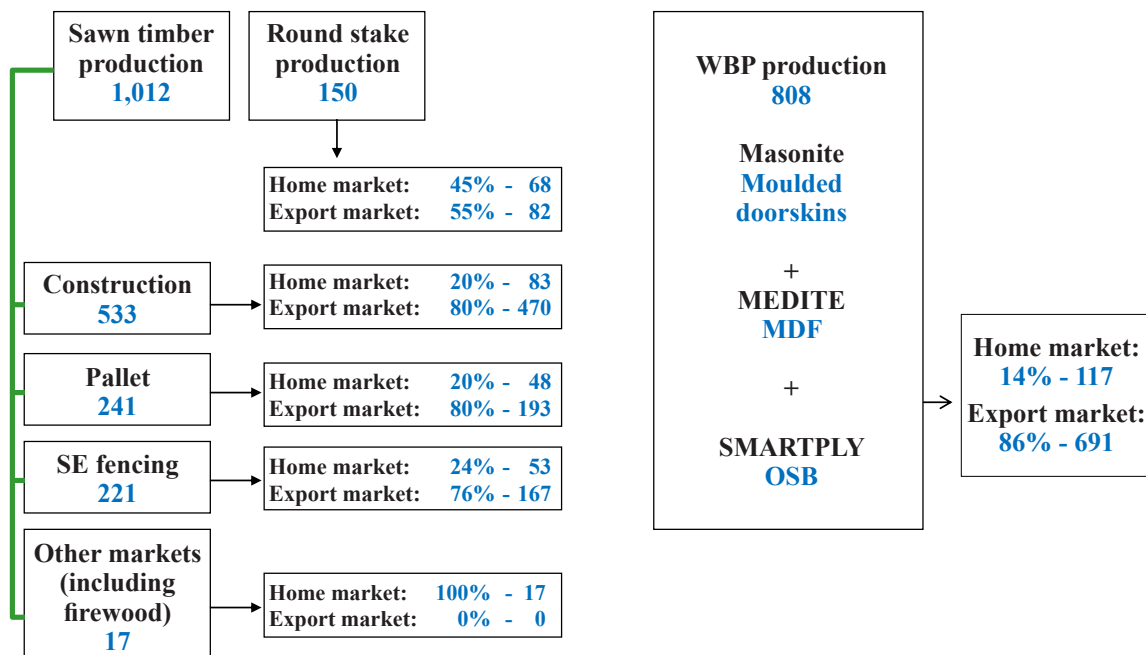 Sawn timber
production
1,012
Round stake
production
150
Home market: 45% - 68
Export market: 55% - 82
Construction
533
Home market: 20% - 83
Export market: 80% - 470
Pallet
241
Home market: 20% - 48
Export market: 80% - 193
SE fencing
221
Home market: 24% - 53
Export market: 76% - 167
Other markets
(including
firewood)
17
Home market: 100% - 17
Export market: 0% - 0
WBP production
808
Masonite
Moulded
doorskins
+
MEDITE
MDF
+
SMARTPLY
OSB
Home market:
14% - 117
Export market:
86% - 691